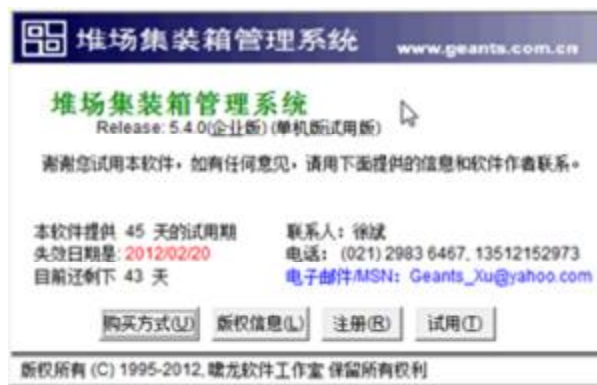 堆场集装箱管理系统 www.geants.com.cn
堆场集装箱管理系统
Release: 5.4.0(企业版)(单机版试用版)
谢谢您试用本软件，如有任何意见，请用下面提供的信息和软件作者联系。
本软件提供 45 天的试用期 联系人：徐斌
失效日期是: 2012/02/20 电话： (021) 2983 6467, 13512152973
目前还剩下 43 天 电子邮件/MSN： Geants_Xu@yahoo.com
购买方式(U) 版权信息(L) 注册(R) 试用(T)
版权所有 (C) 1995-2012, 啸龙软件工作室 保留所有权利